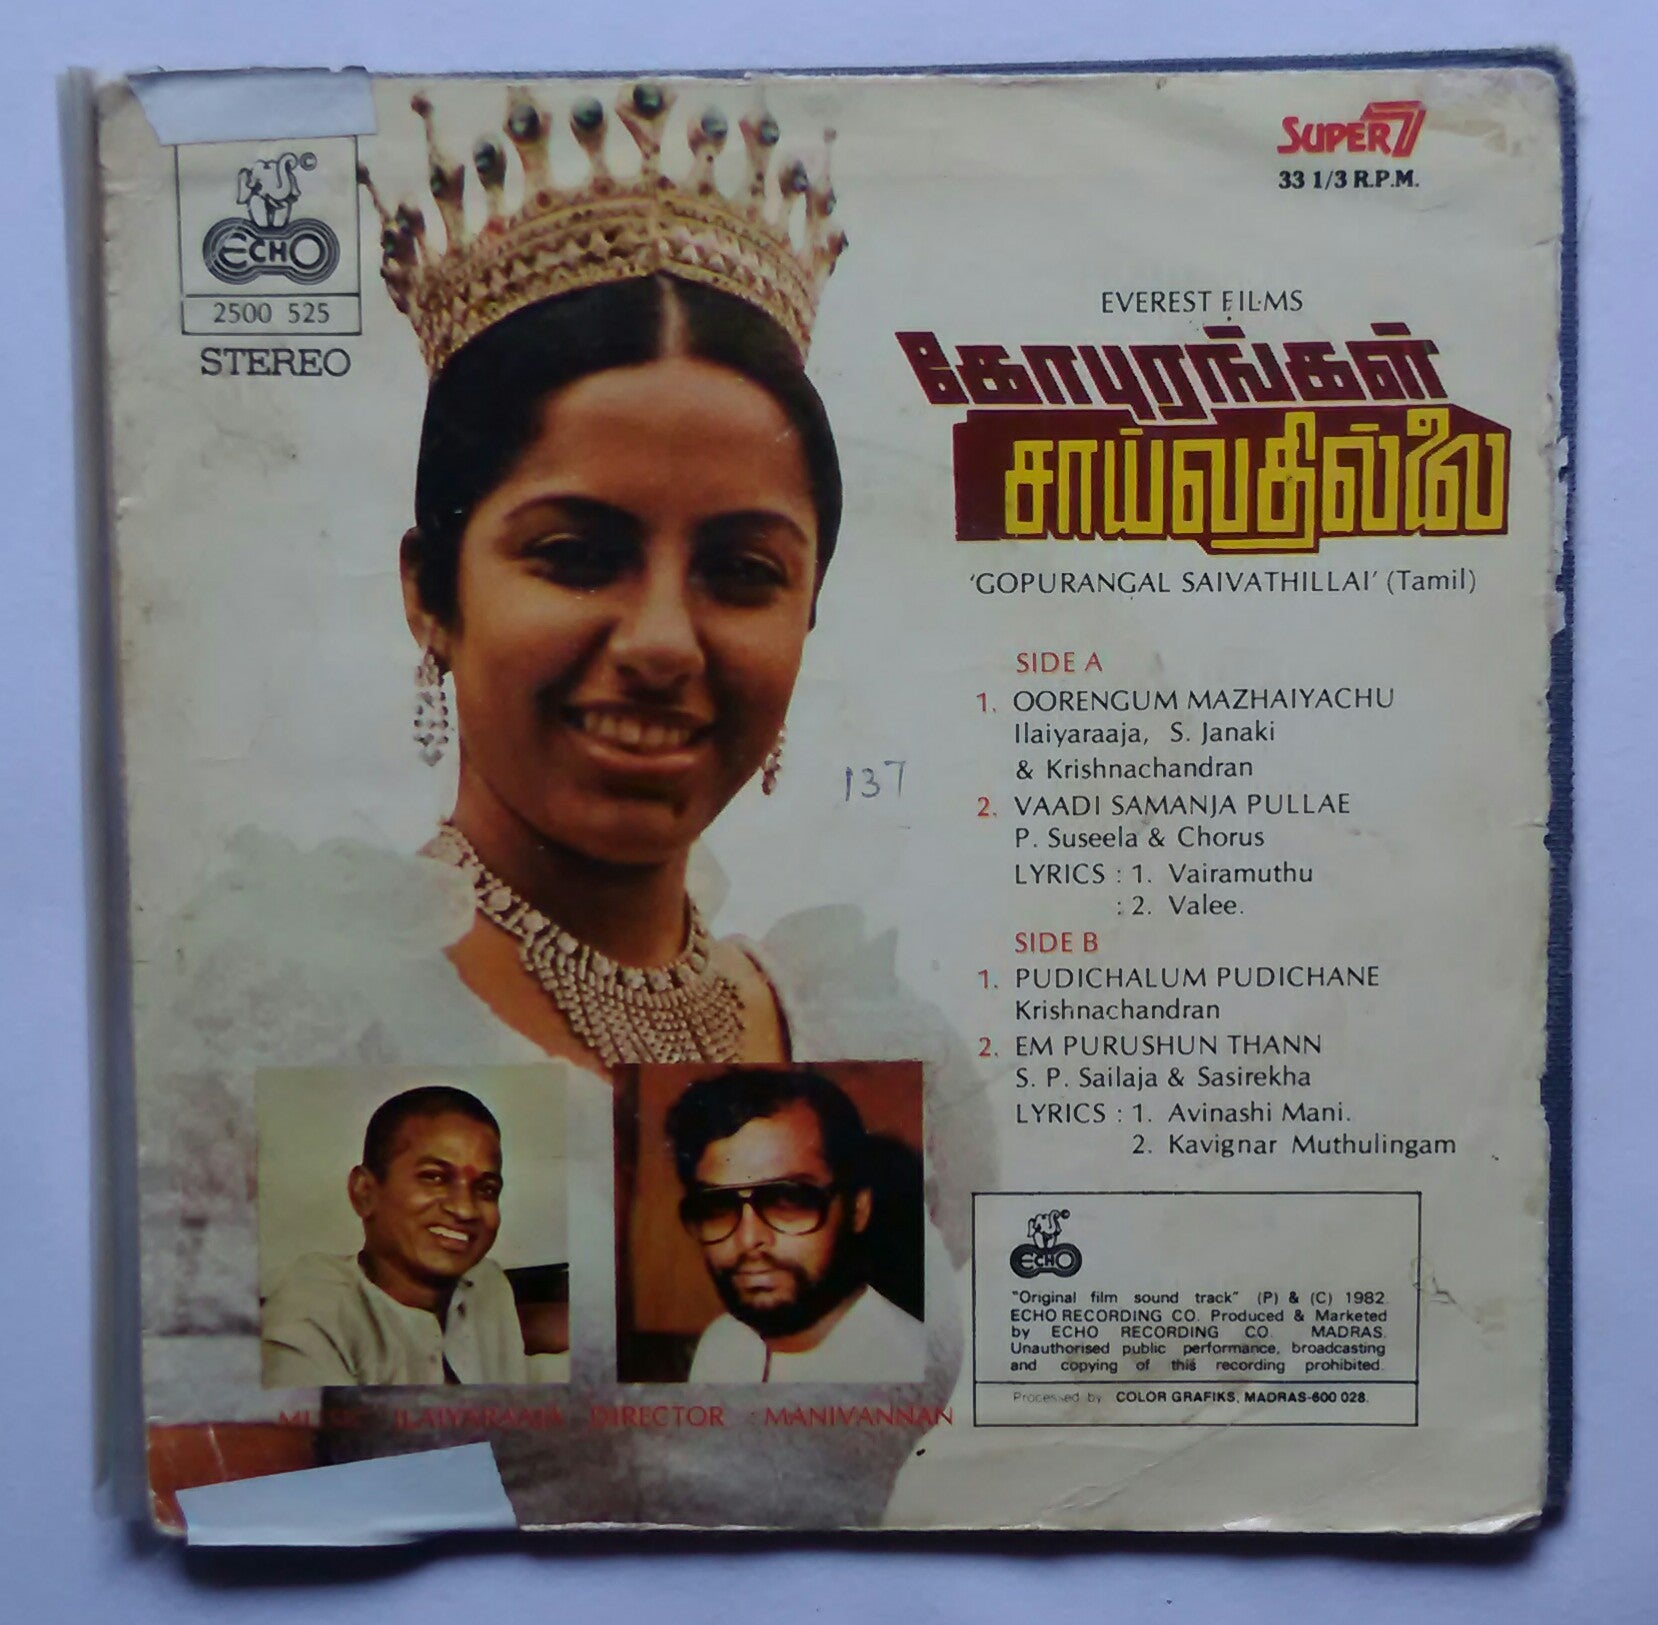 ECHO ©
2500 525
STEREO
SUPER 7
33 1/3 R.P.M.
EVEREST FILMS
கோபுரங்கள்
சாய்வதில்லை
'GOPURANGAL SAIVATHILLAI' (Tamil)
SIDE A
1. OORENGUM MAZHAIYACHU
Ilaiyaraaja, S. Janaki
& Krishnachandran
2. VAADI SAMANJA PULLAE
P. Suseela & Chorus
LYRICS : 1. Vairamuthu
: 2. Valee.
SIDE B
1. PUDICHALUM PUDICHANE
Krishnachandran
2. EM PURUSHUN THANN
S. P. Sailaja & Sasirekha
LYRICS : 1. Avinashi Mani.
2. Kavignar Muthulingam
137
MUSIC ILAIYARAAJA DIRECTOR : MANIVANNAN
ECHO ©
"Original film sound track" (P) & (C) 1982.
ECHO RECORDING CO. Produced & Marketed
by ECHO RECORDING CO. MADRAS.
Unauthorised public performance, broadcasting
and copying of this recording prohibited.
Processed by COLOR GRAFIKS, MADRAS-600 028.